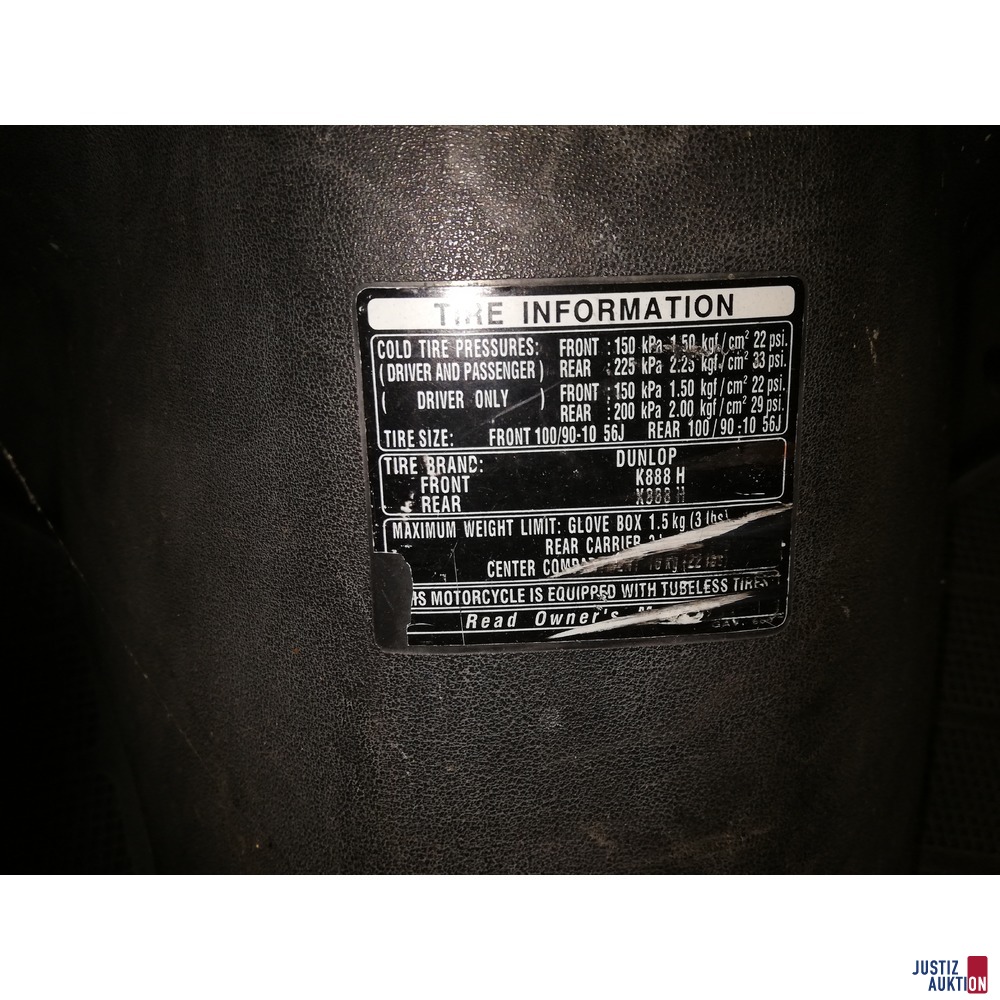 TIRE INFORMATION
COLD TIRE PRESSURES: FRONT : 150 kPa 1.50 kgf/cm² 22 psi.
(DRIVER AND PASSENGER) REAR : 225 kPa 2.25 kgf/cm² 33 psi.
( DRIVER ONLY ) FRONT : 150 kPa 1.50 kgf/cm² 22 psi.
REAR : 200 kPa 2.00 kgf/cm² 29 psi.
TIRE SIZE: FRONT 100/90-10 56J REAR 100/90-10 56J
TIRE BRAND: DUNLOP
FRONT K888 H
REAR
MAXIMUM WEIGHT LIMIT: GLOVE BOX 1.5 kg (3 lbs)
REAR CARRIER
CENTER
MOTORCYCLE IS EQUIPPED WITH TUBELESS TIRES
Read Owner's
JUSTIZ
AUKTION